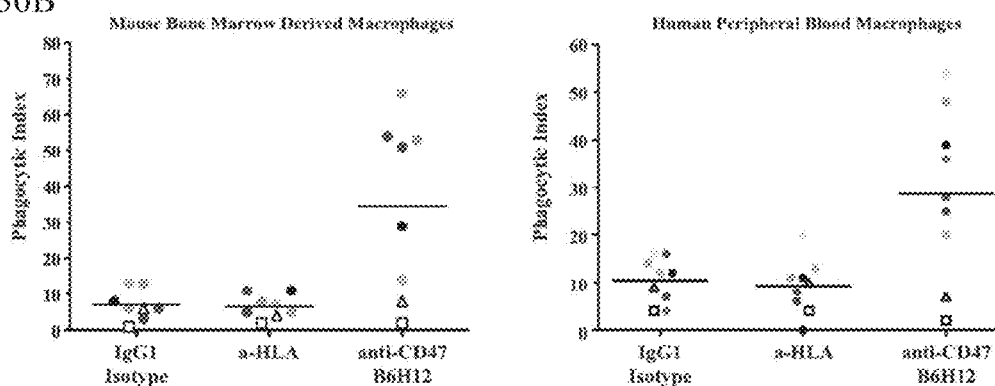 Mouse Bone Marrow Derived Macrophages
Phagocytic Index
80
70
60
50
40
30
20
10
0
IgG1
Isotype
a-HLA
anti-CD47
B6H12
Human Peripheral Blood Macrophages
Phagocytic Index
60
50
40
30
20
10
0
IgG1
Isotype
a-HLA
anti-CD47
B6H12